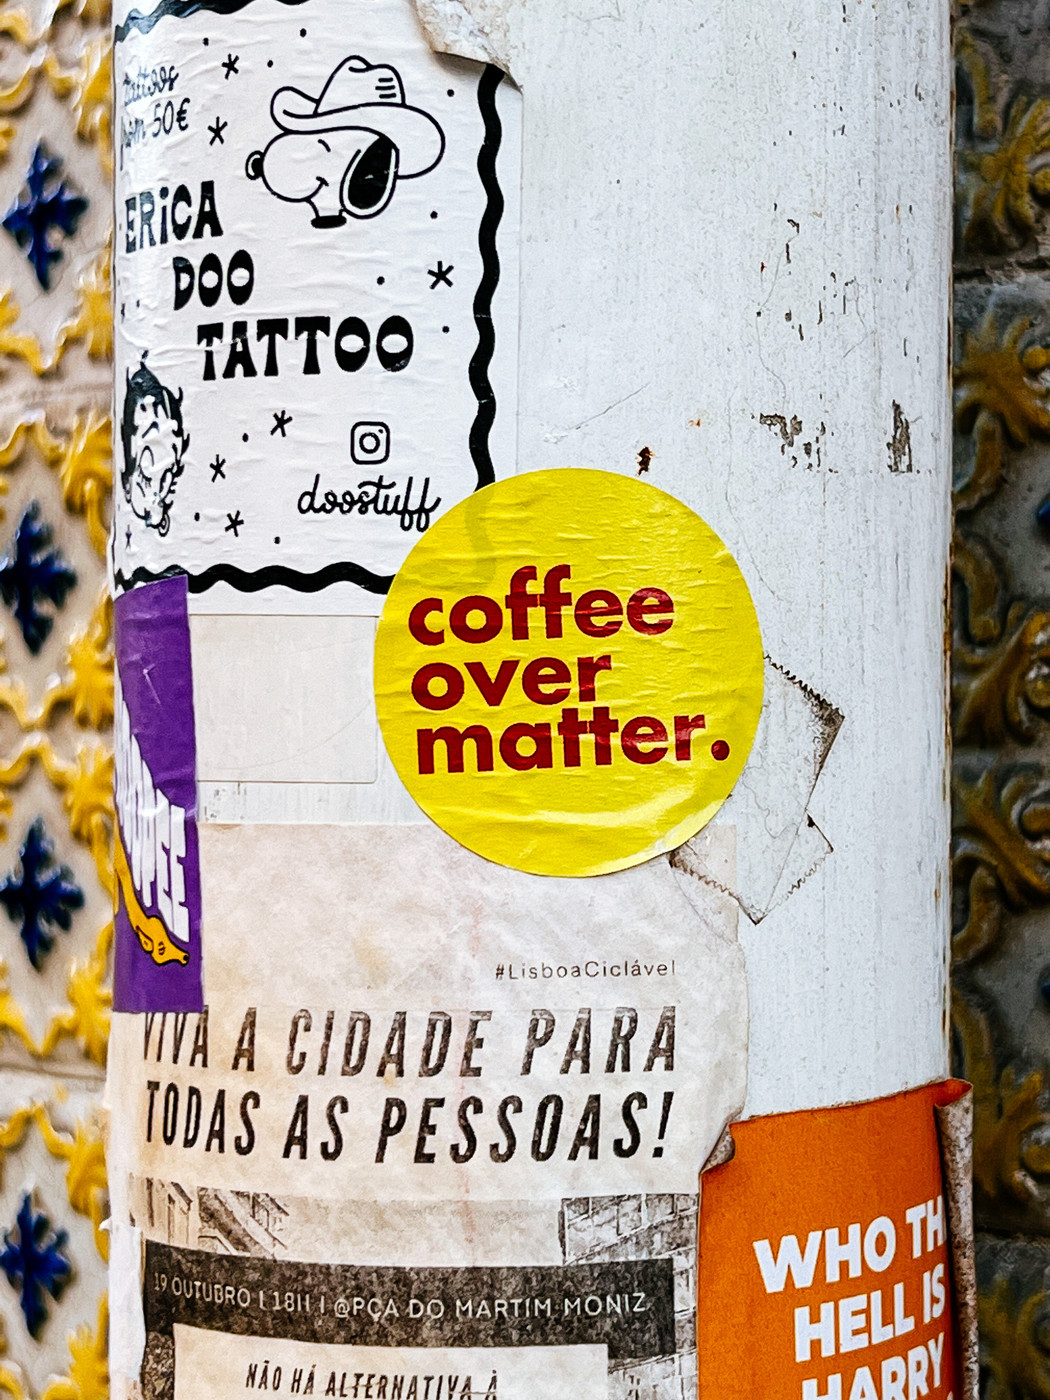 tattoos
from 50€
ERiCA
DOO
TATTOO
doostuff
coffee
over
matter.
#LisboaCiclável
VIVA A CIDADE PARA
TODAS AS PESSOAS!
19 OUTUBRO | 18H | @PÇA DO MARTIM MONIZ
NÃO HÁ ALTERNATIVA À
WHO TH
HELL IS
HARRY